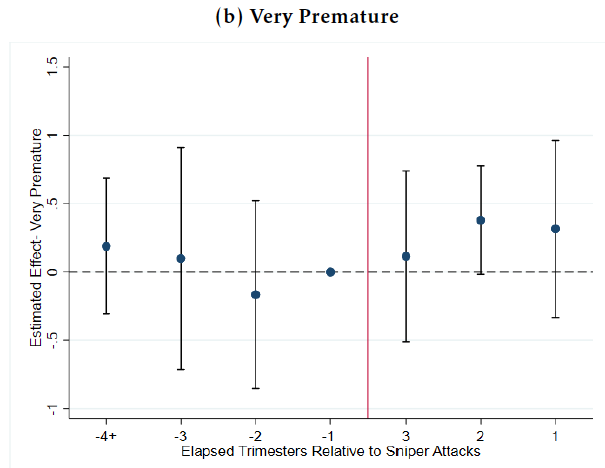 (b) Very Premature
Estimated Effect- Very Premature
1.5
1
.5
0
-.5
-1
-4+ -3 -2 -1 3 2 1
Elapsed Trimesters Relative to Sniper Attacks